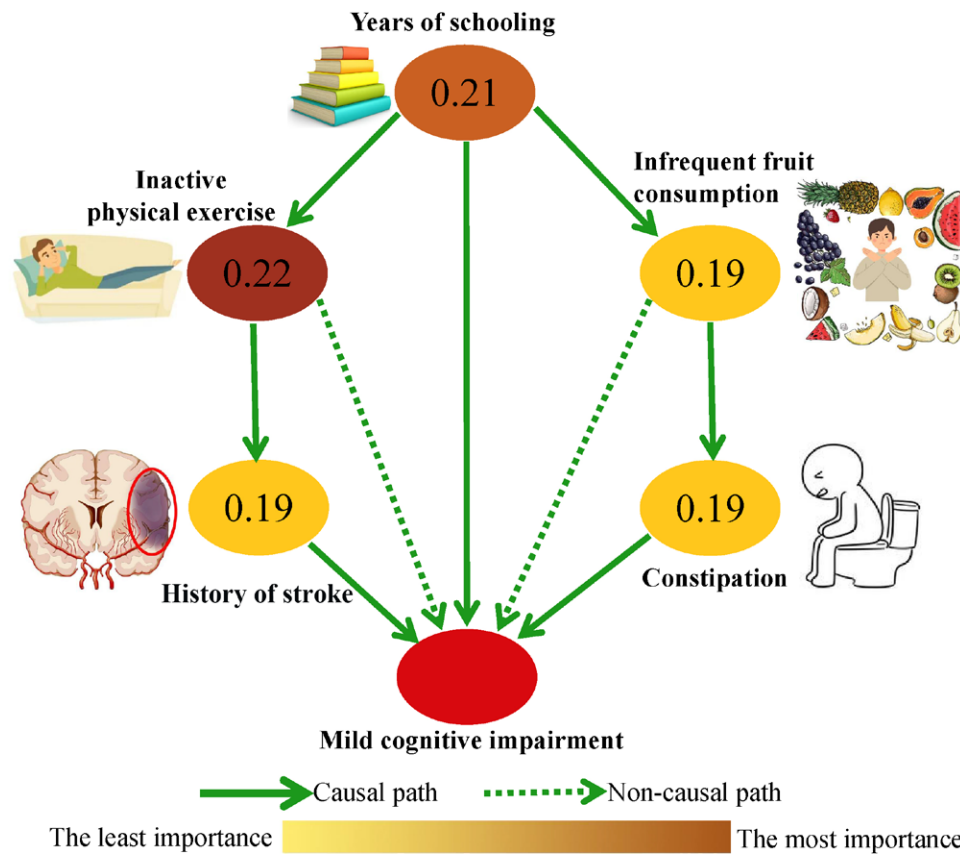 Years of schooling
0.21
Inactive
physical exercise
Infrequent fruit
consumption
0.22
0.19
0.19
0.19
History of stroke
Constipation
Mild cognitive impairment
Causal path
Non-causal path
The least importance
The most importance